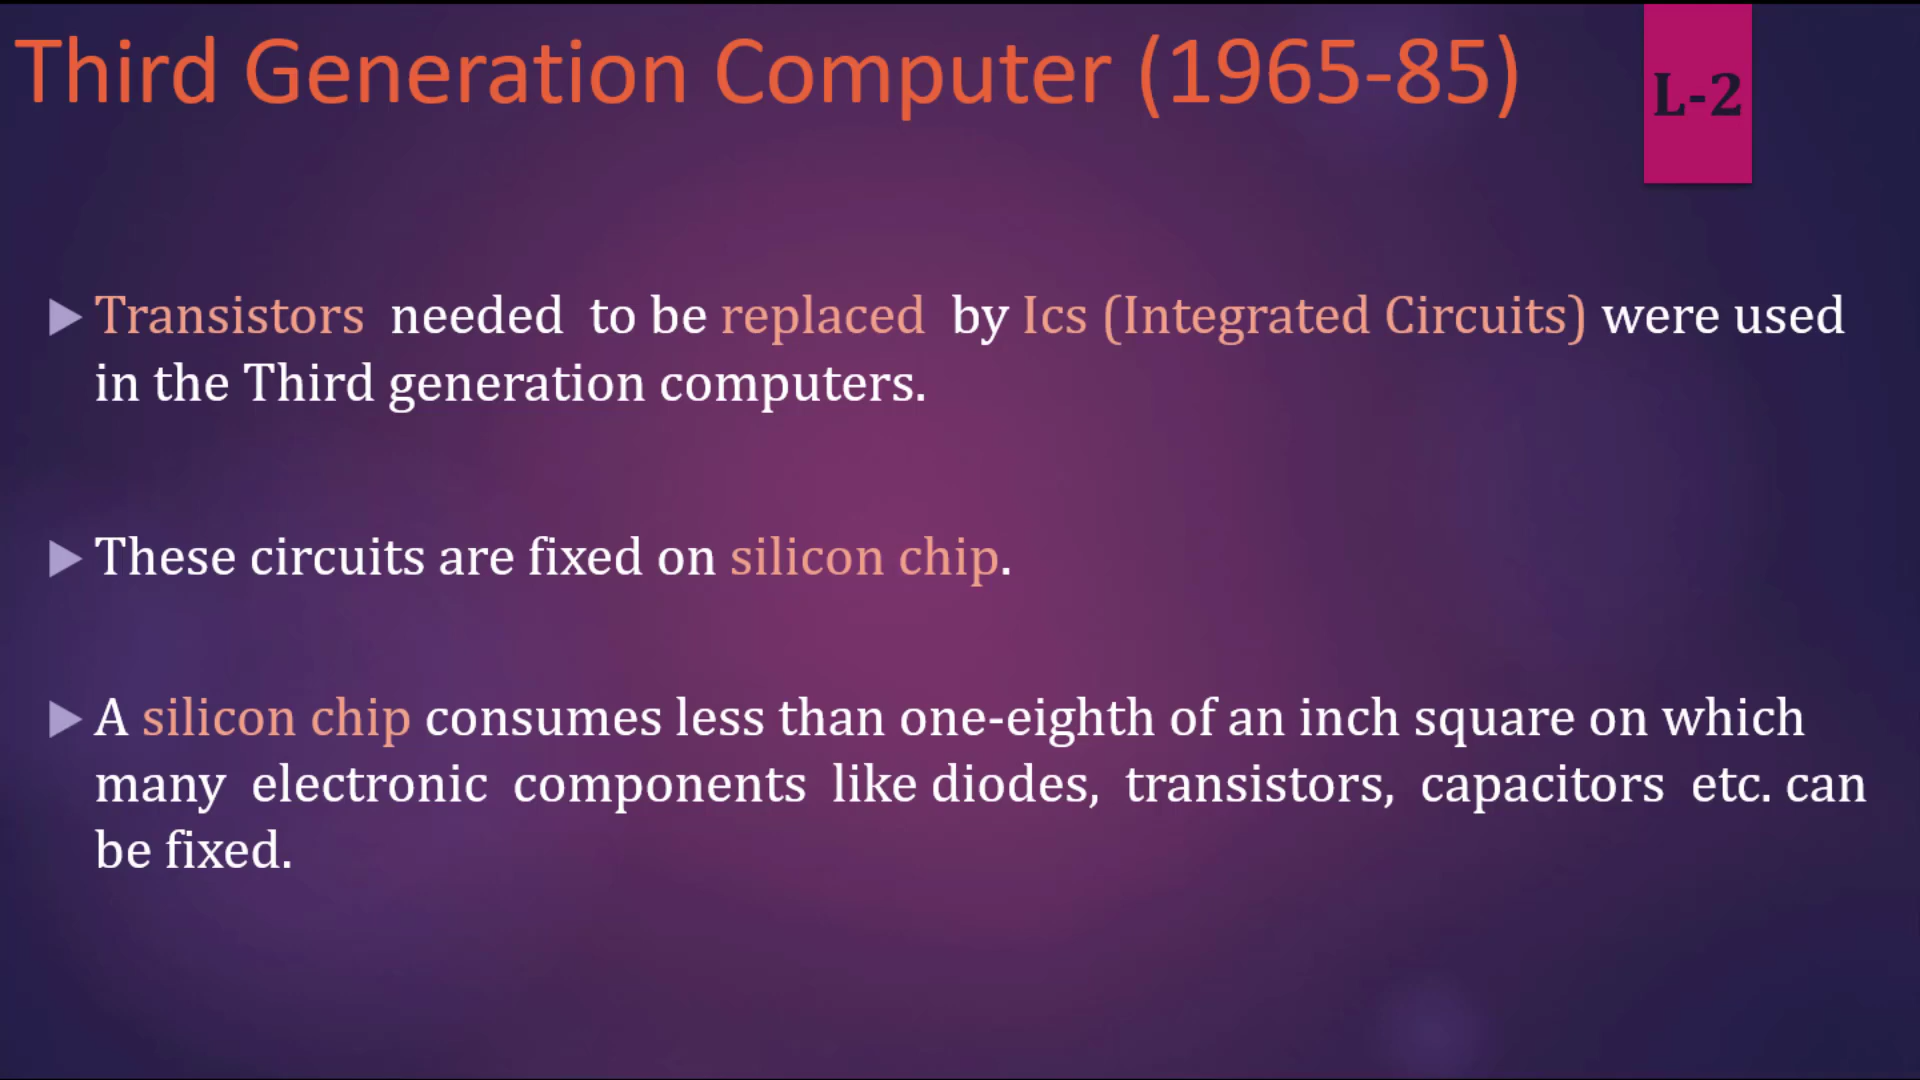 Third Generation Computer (1965-85)
L-2
Transistors needed to be replaced by Ics (Integrated Circuits) were used
in the Third generation computers.
These circuits are fixed on silicon chip.
A silicon chip consumes less than one-eighth of an inch square on which
many electronic components like diodes, transistors, capacitors etc. can
be fixed.